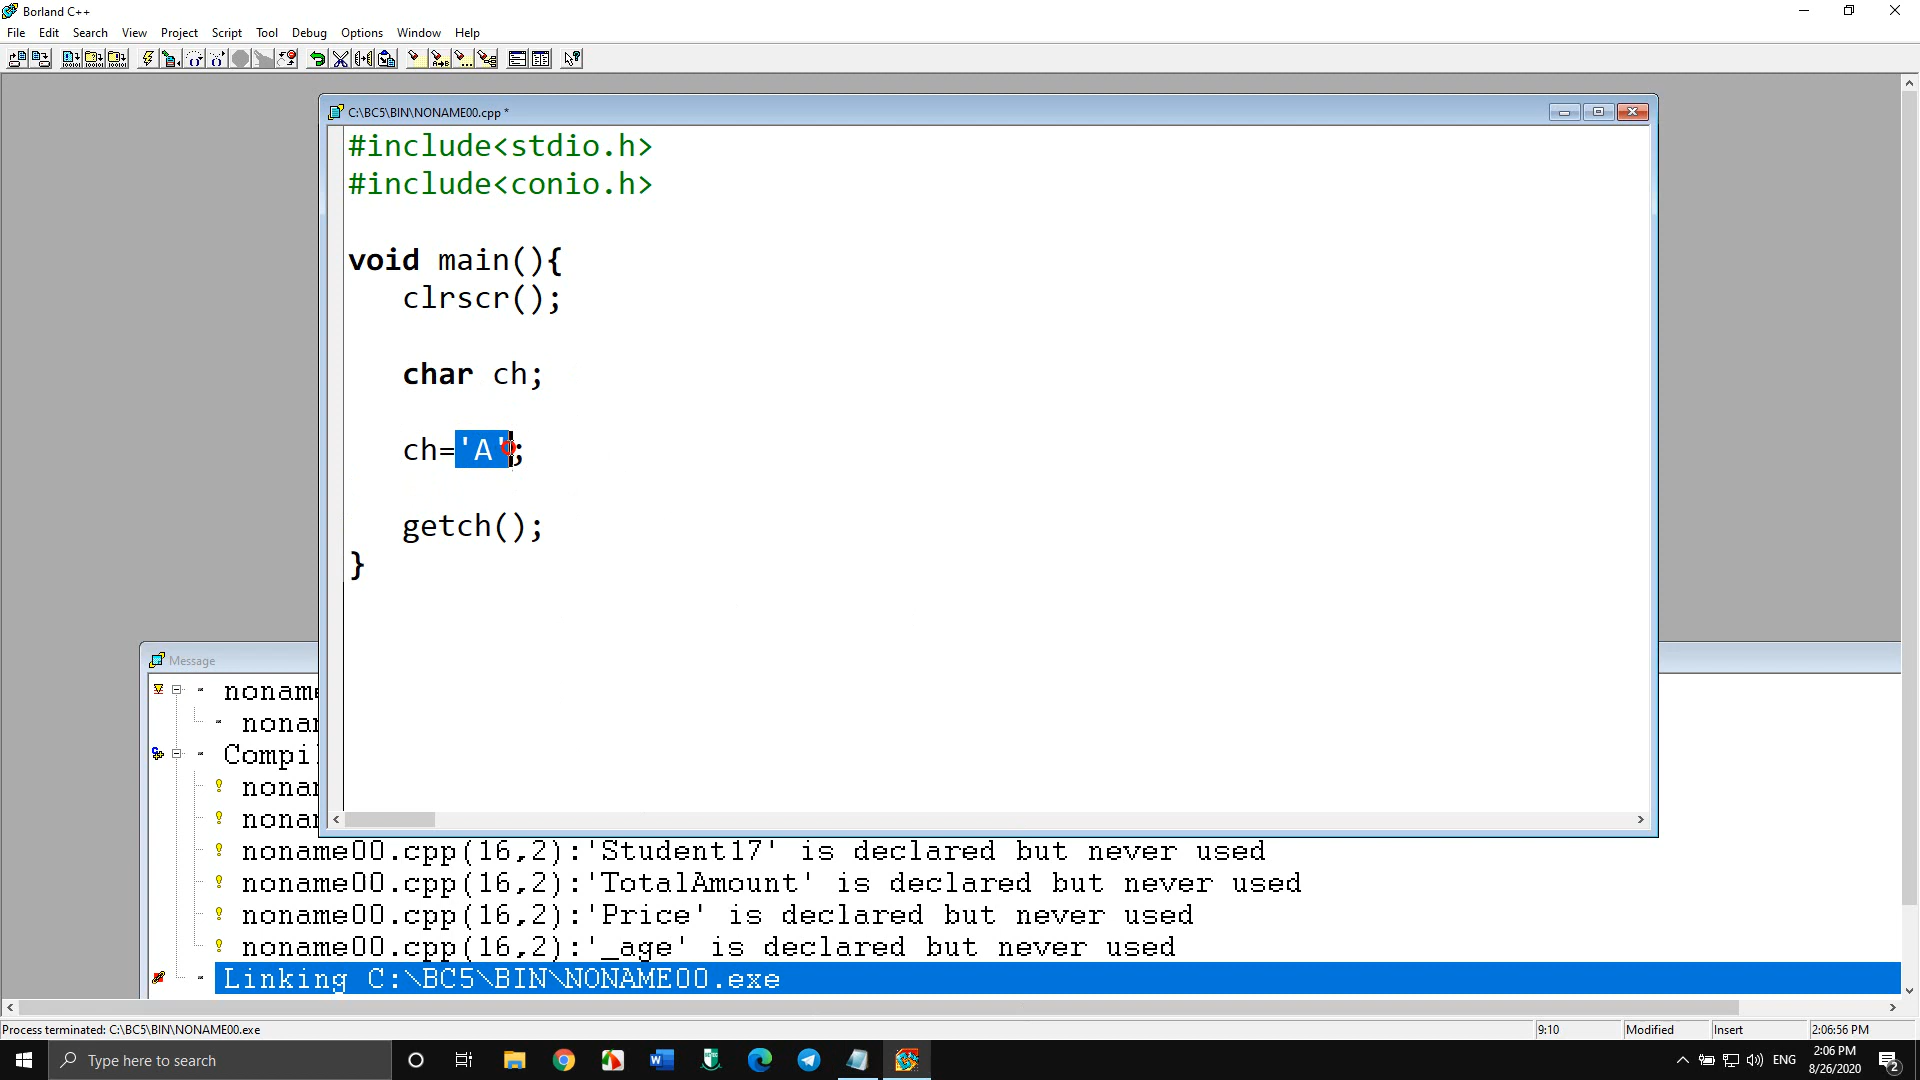 Borland C++
File Edit Search View Project Script Tool Debug Options Window Help
C:\BC5\BIN\NONAME00.cpp *
#include<stdio.h>
#include<conio.h>
void main(){
clrscr();
char ch;
ch='A';
getch();
}
Message
noname
nonam
Compil
nonam
nonam
noname00.cpp(16,2):'Student17' is declared but never used
noname00.cpp(16,2):'TotalAmount' is declared but never used
noname00.cpp(16,2):'Price' is declared but never used
noname00.cpp(16,2):'_age' is declared but never used
Linking C:\BC5\BIN\NONAME00.exe
Process terminated: C:\BC5\BIN\NONAME00.exe 9:10 Modified Insert 2:06:56 PM
Type here to search ENG 2:06 PM
8/26/2020 2